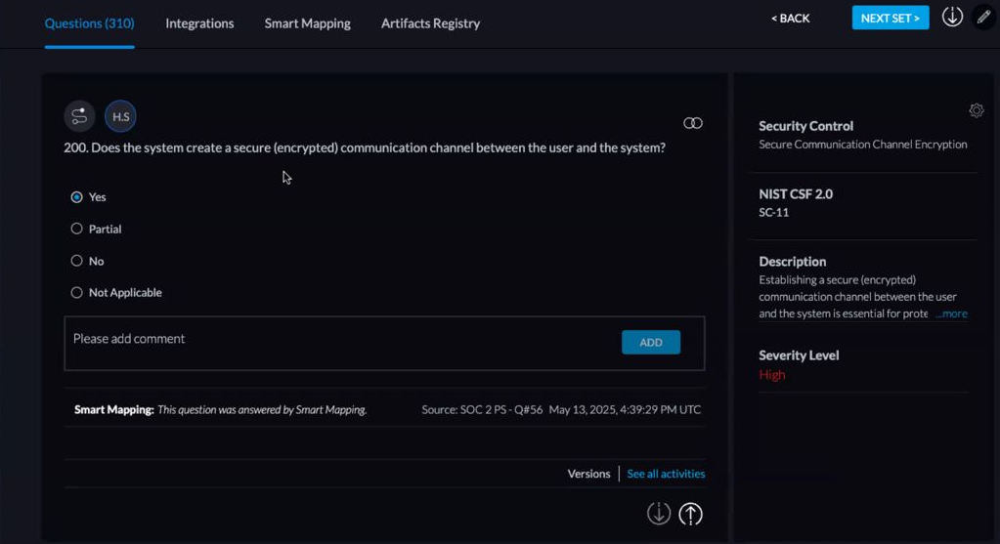 Questions (310) Integrations Smart Mapping Artifacts Registry < BACK NEXT SET >
H.S
200. Does the system create a secure (encrypted) communication channel between the user and the system?
Yes
Partial
No
Not Applicable
Please add comment ADD
Smart Mapping: This question was answered by Smart Mapping. Source: SOC 2 PS - Q#56 May 13, 2025, 4:39:29 PM UTC
Versions See all activities
Security Control
Secure Communication Channel Encryption
NIST CSF 2.0
SC-11
Description
Establishing a secure (encrypted)
communication channel between the user
and the system is essential for prote ...more
Severity Level
High